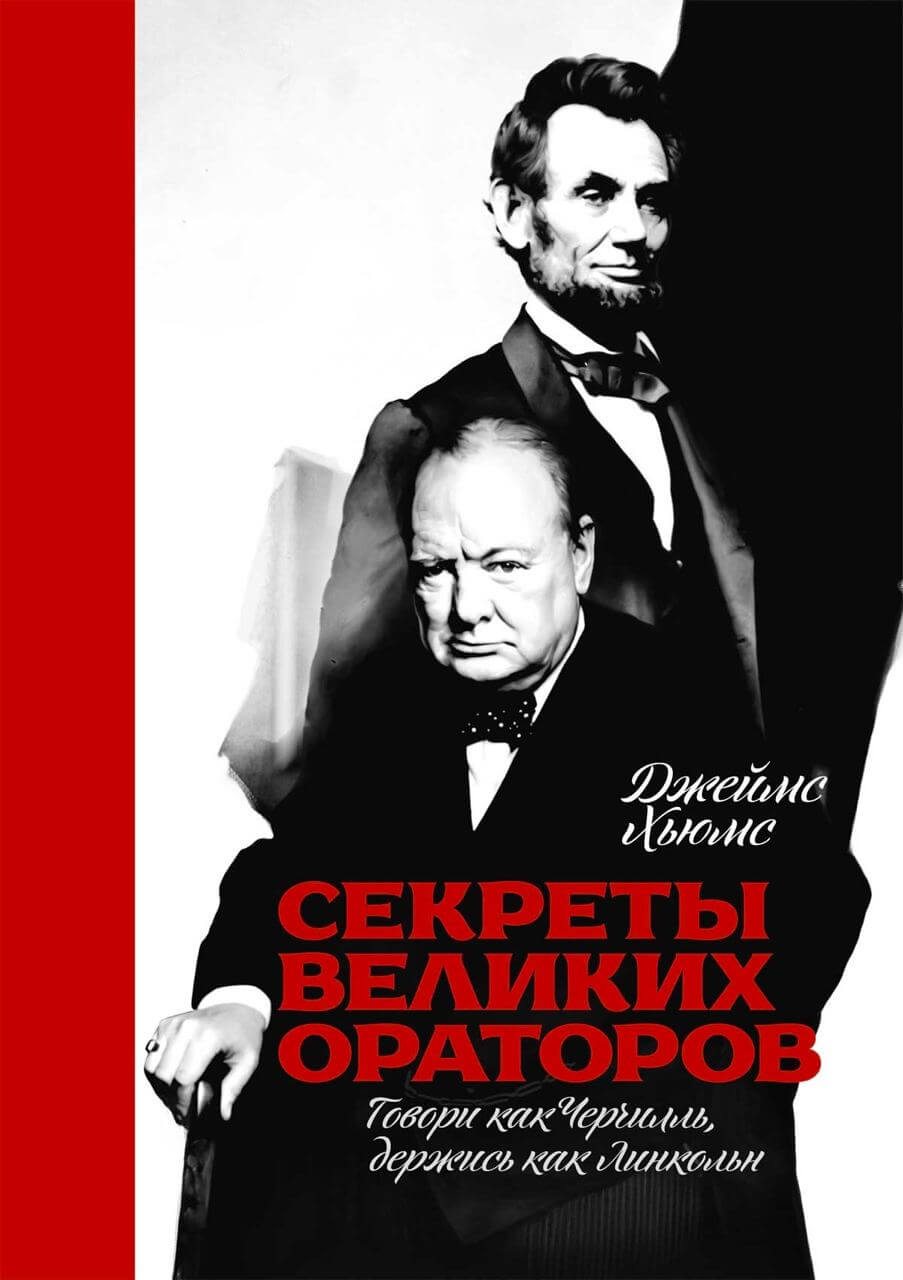 Джеймс
Хьюмс
СЕКРЕТЫ
ВЕЛИКИХ
ОРАТОРОВ
Говори как Черчилль,
держись как Линкольн